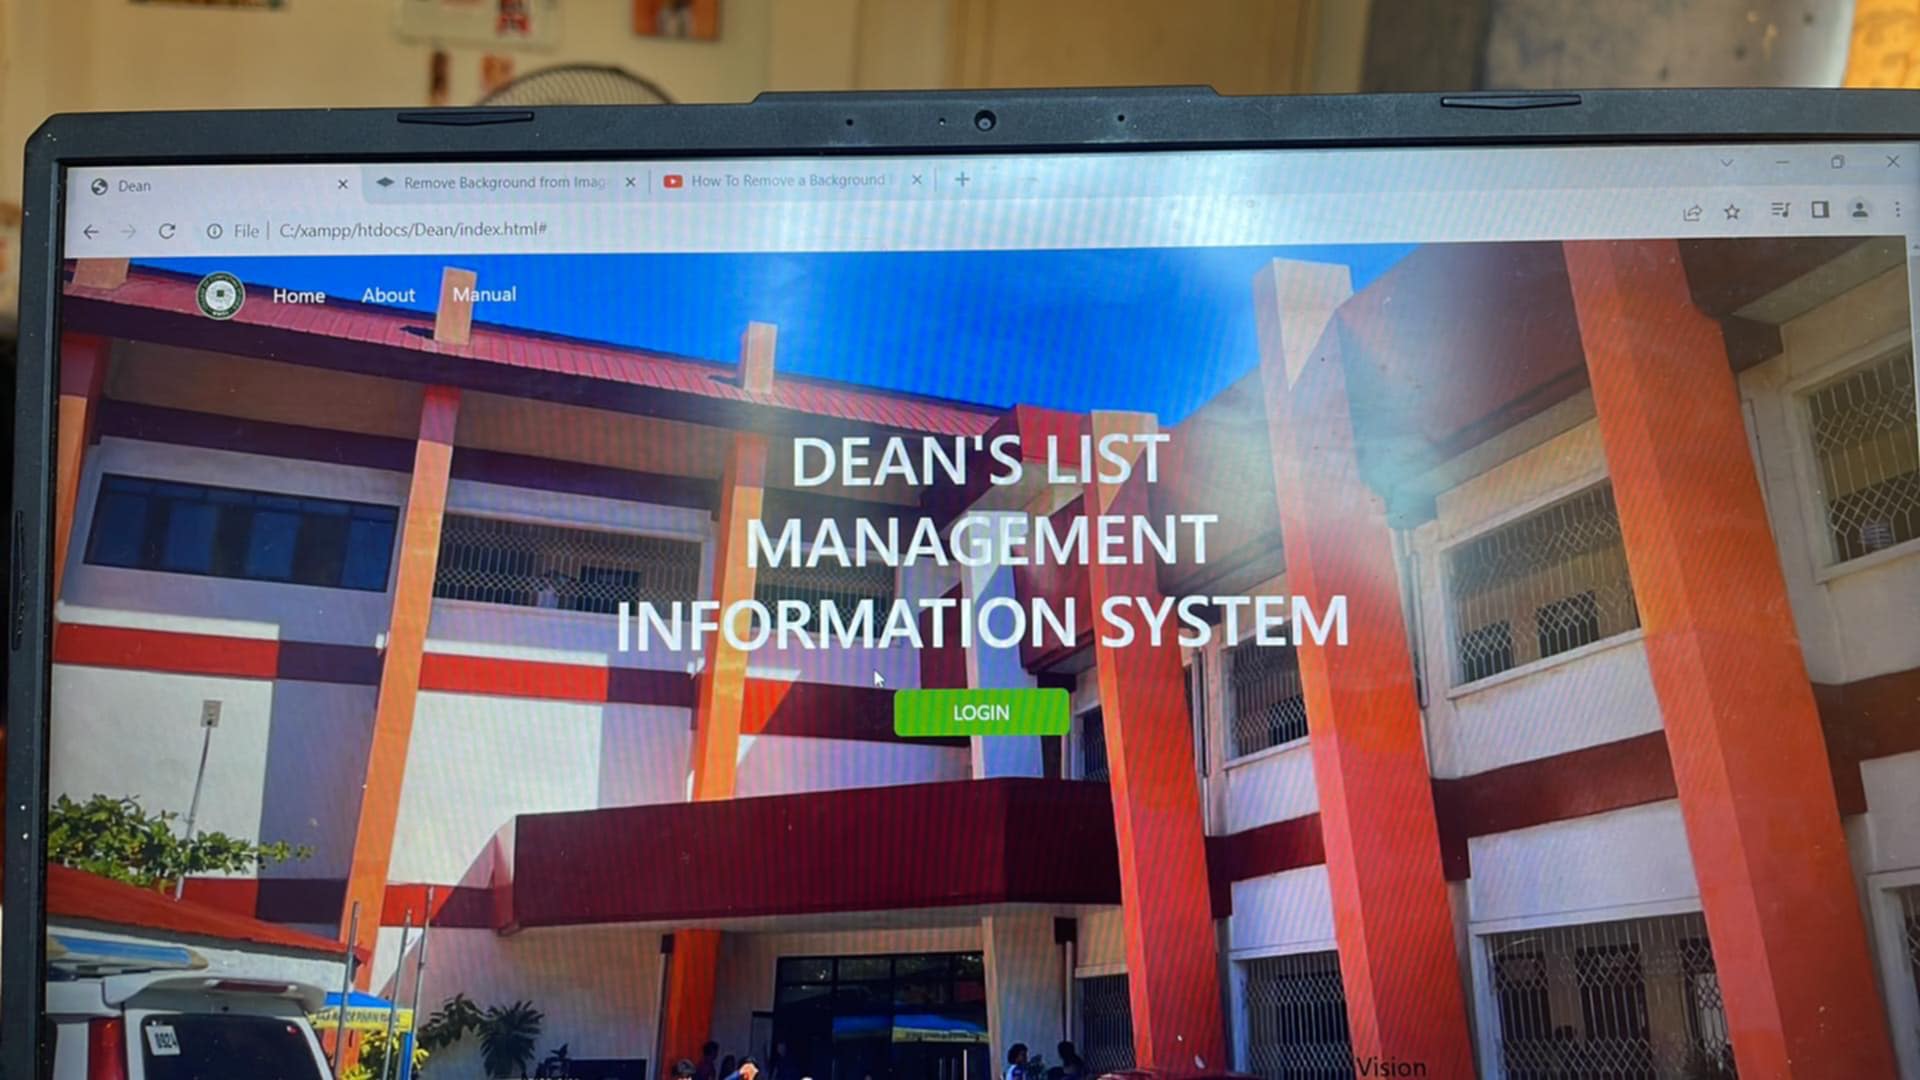 Dean
Remove Background from Imag
How To Remove a Background
File
C:/xampp/htdocs/Dean/index.html#
Home
About
Manual
DEAN'S LIST
MANAGEMENT
INFORMATION SYSTEM
LOGIN
0924
Vision